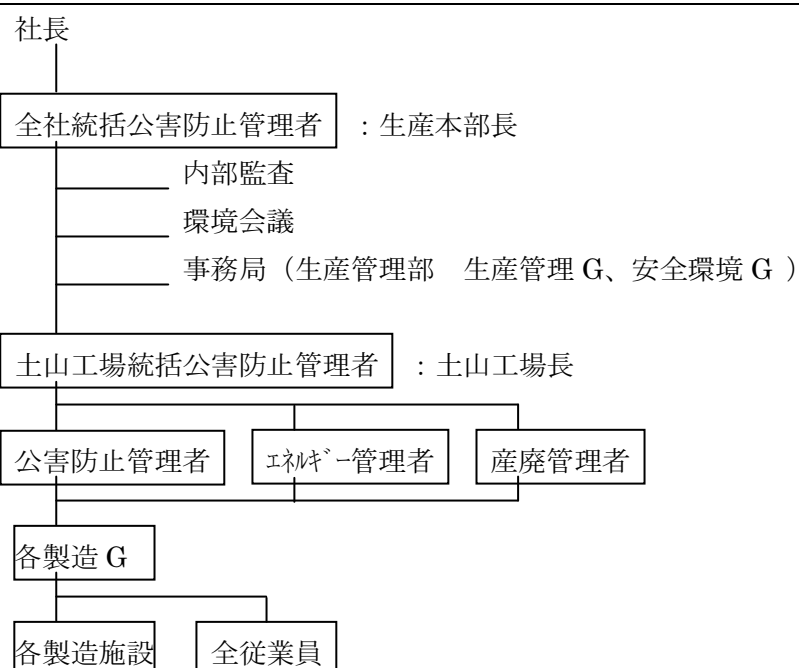 社長
全社統括公害防止管理者 ：生産本部長
内部監査
環境会議
事務局（生産管理部　生産管理 G、安全環境 G ）
土山工場統括公害防止管理者 ：土山工場長
公害防止管理者 ｴﾈﾙｷﾞｰ管理者 産廃管理者
各製造 G
各製造施設 全従業員